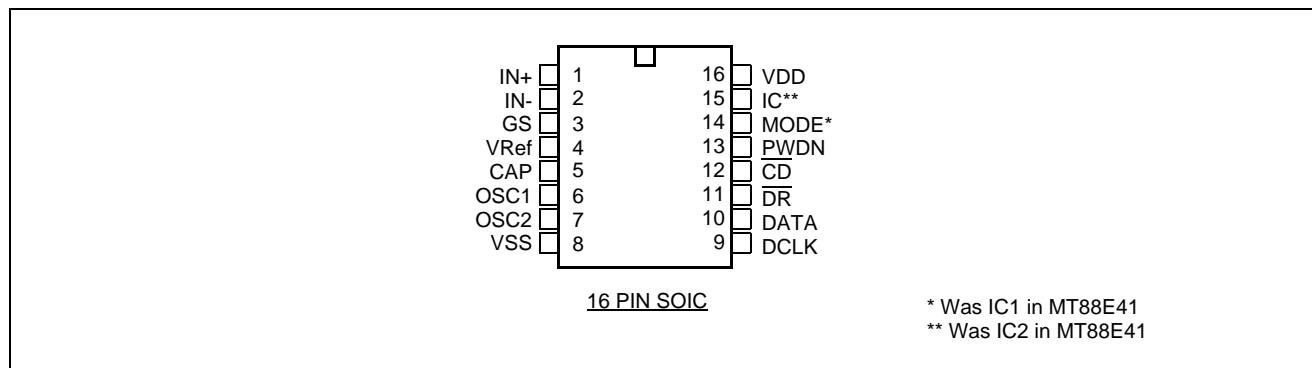 IN+ 1 16 VDD
IN- 2 15 IC**
GS 3 14 MODE*
VRef 4 13 PWDN
CAP 5 12 C̅D̅
OSC1 6 11 D̅R̅
OSC2 7 10 DATA
VSS 8 9 DCLK
16 PIN SOIC
* Was IC1 in MT88E41
** Was IC2 in MT88E41